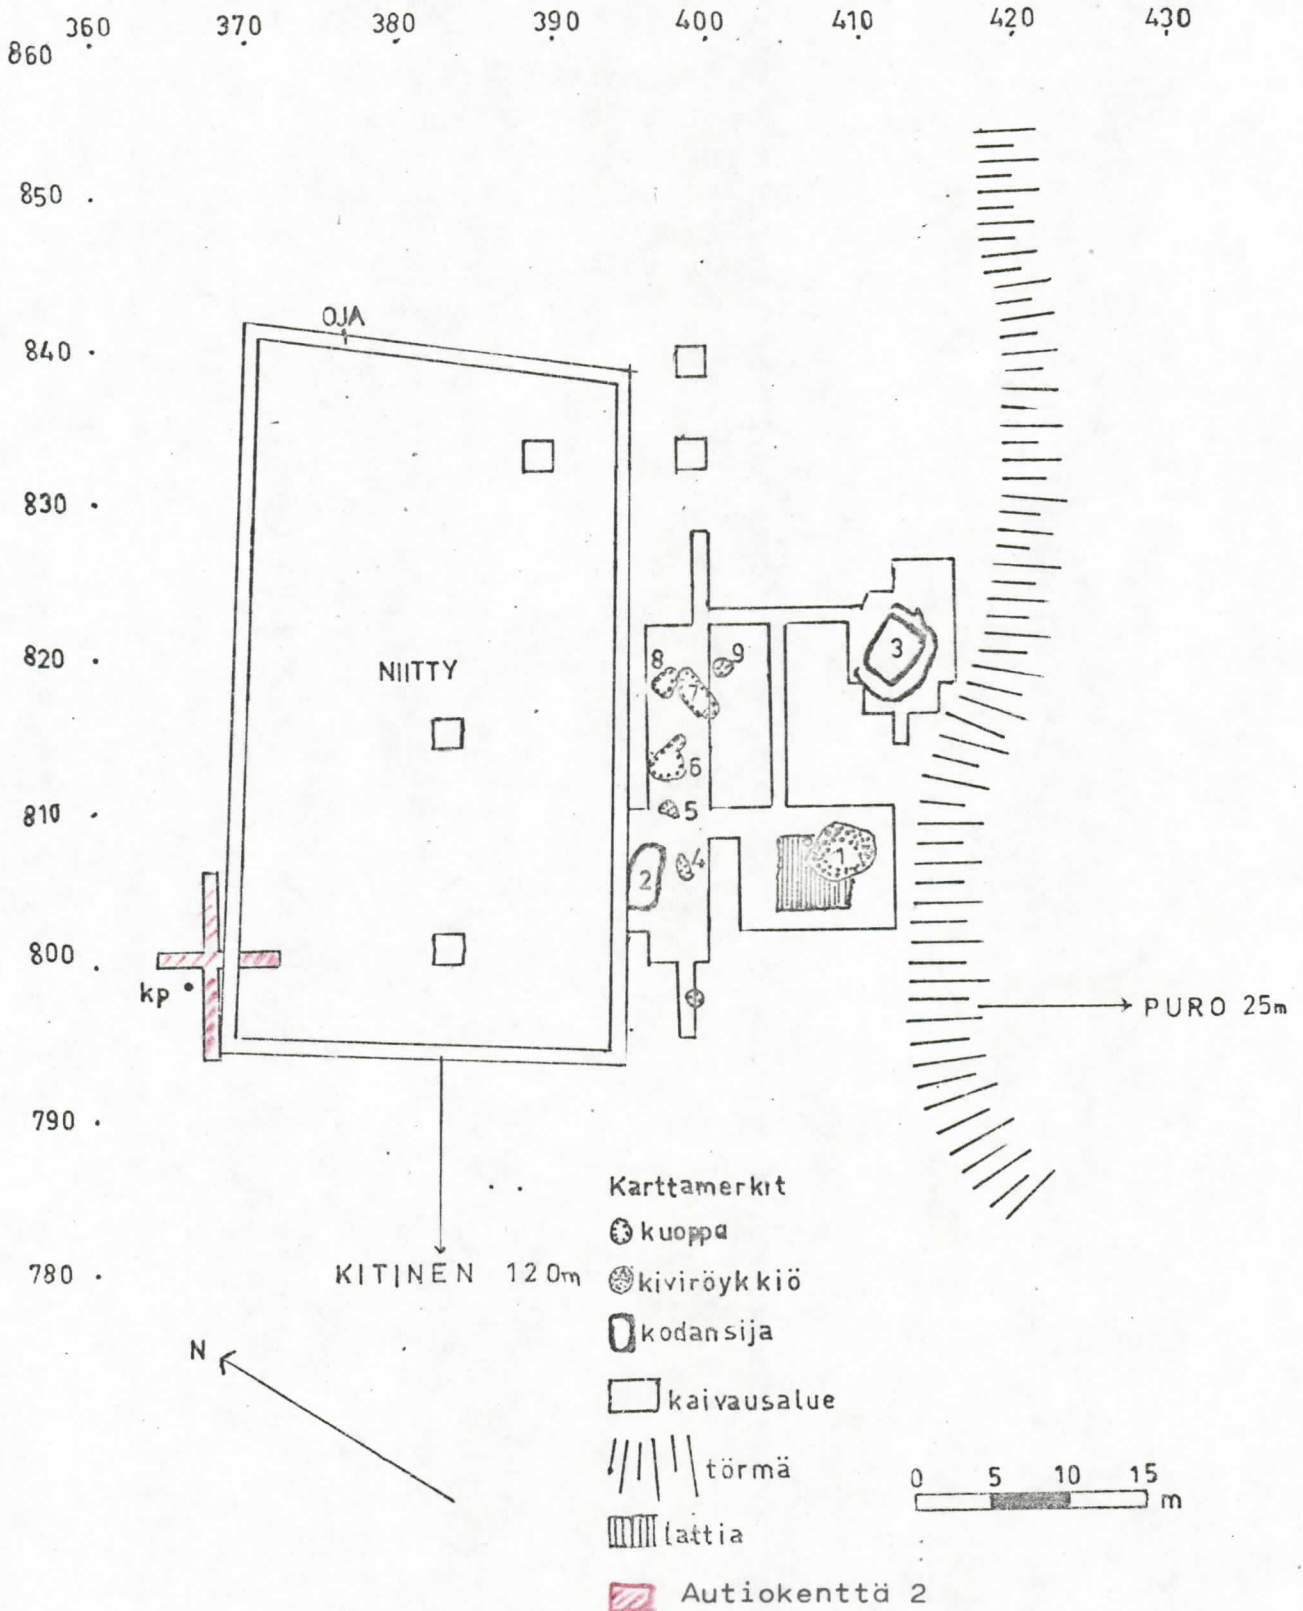 360 370 380 390 400 410 420 430
860
850
OJA
840
830
820
NIITTY
3
8 9
7
6
810
5
4
1
2
800
kp
PURO 25m
790
KITINEN 120m
780
N
Karttamerkit
kuoppa
kiviröykkiö
kodansija
kaivausalue
törmä
lattia
Autiokenttä 2
0 5 10 15
m